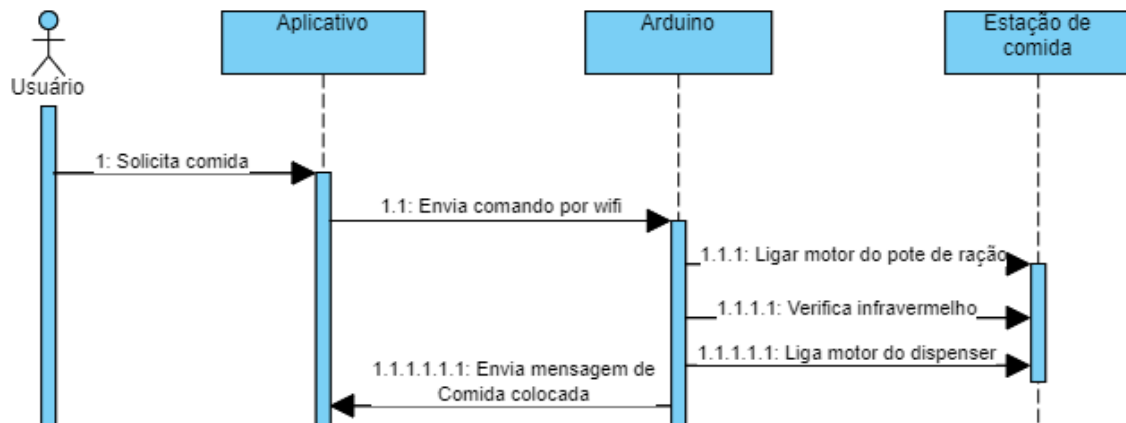 Aplicativo
Arduino
Estação de
comida
Usuário
1: Solicita comida
1.1: Envia comando por wifi
1.1.1: Ligar motor do pote de ração
1.1.1.1: Verifica infravermelho
1.1.1.1.1: Liga motor do dispenser
1.1.1.1.1.1: Envia mensagem de
Comida colocada